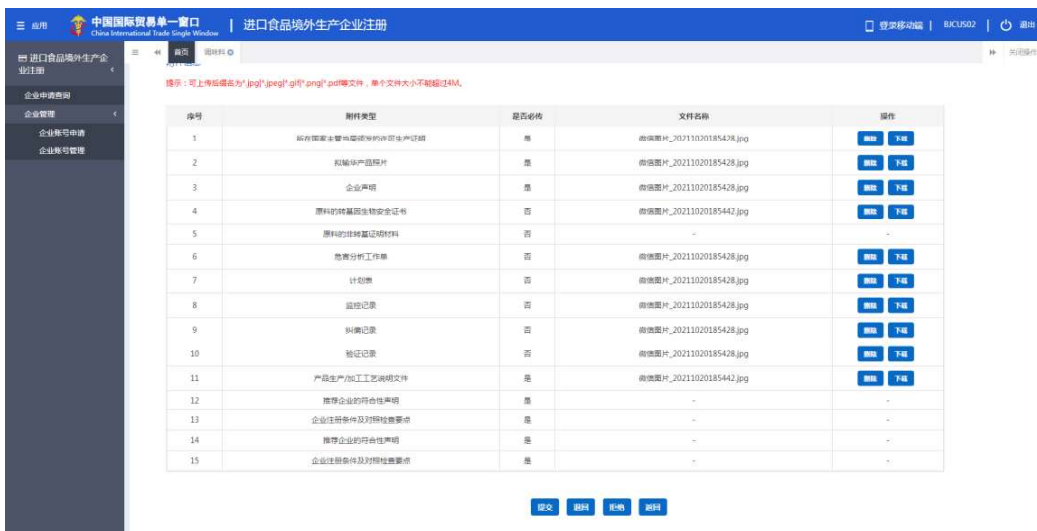 应用 中国国际贸易单一窗口 China International Trade Single Window | 进口食品境外生产企业注册 登录移动端 | BJCUS02 | 退出
进口食品境外生产企业注册
企业申请查询
企业管理
企业账号申请
企业账号管理
首页 调味料 关闭操作
提示：可上传后缀名为*.jpg|*.jpeg|*.gif|*.png|*.pdf等文件，单个文件大小不能超过4M。
序号 附件类型 是否必传 文件名称 操作
1 所在国家主管当局颁发的许可生产证明 是 微信图片_20211020185428.jpg 删除 下载
2 拟输华产品照片 是 微信图片_20211020185428.jpg 删除 下载
3 企业声明 是 微信图片_20211020185428.jpg 删除 下载
4 原料的转基因生物安全证书 否 微信图片_20211020185442.jpg 删除 下载
5 原料的非转基证明材料 否 - -
6 危害分析工作单 否 微信图片_20211020185428.jpg 删除 下载
7 计划表 否 微信图片_20211020185428.jpg 删除 下载
8 监控记录 否 微信图片_20211020185428.jpg 删除 下载
9 纠偏记录 否 微信图片_20211020185428.jpg 删除 下载
10 验证记录 否 微信图片_20211020185428.jpg 删除 下载
11 产品生产/加工工艺说明文件 是 微信图片_20211020185442.jpg 删除 下载
12 推荐企业的符合性声明 是 - -
13 企业注册条件及对照检查要点 是 - -
14 推荐企业的符合性声明 是 - -
15 企业注册条件及对照检查要点 是 - -
提交 退回 拒绝 返回